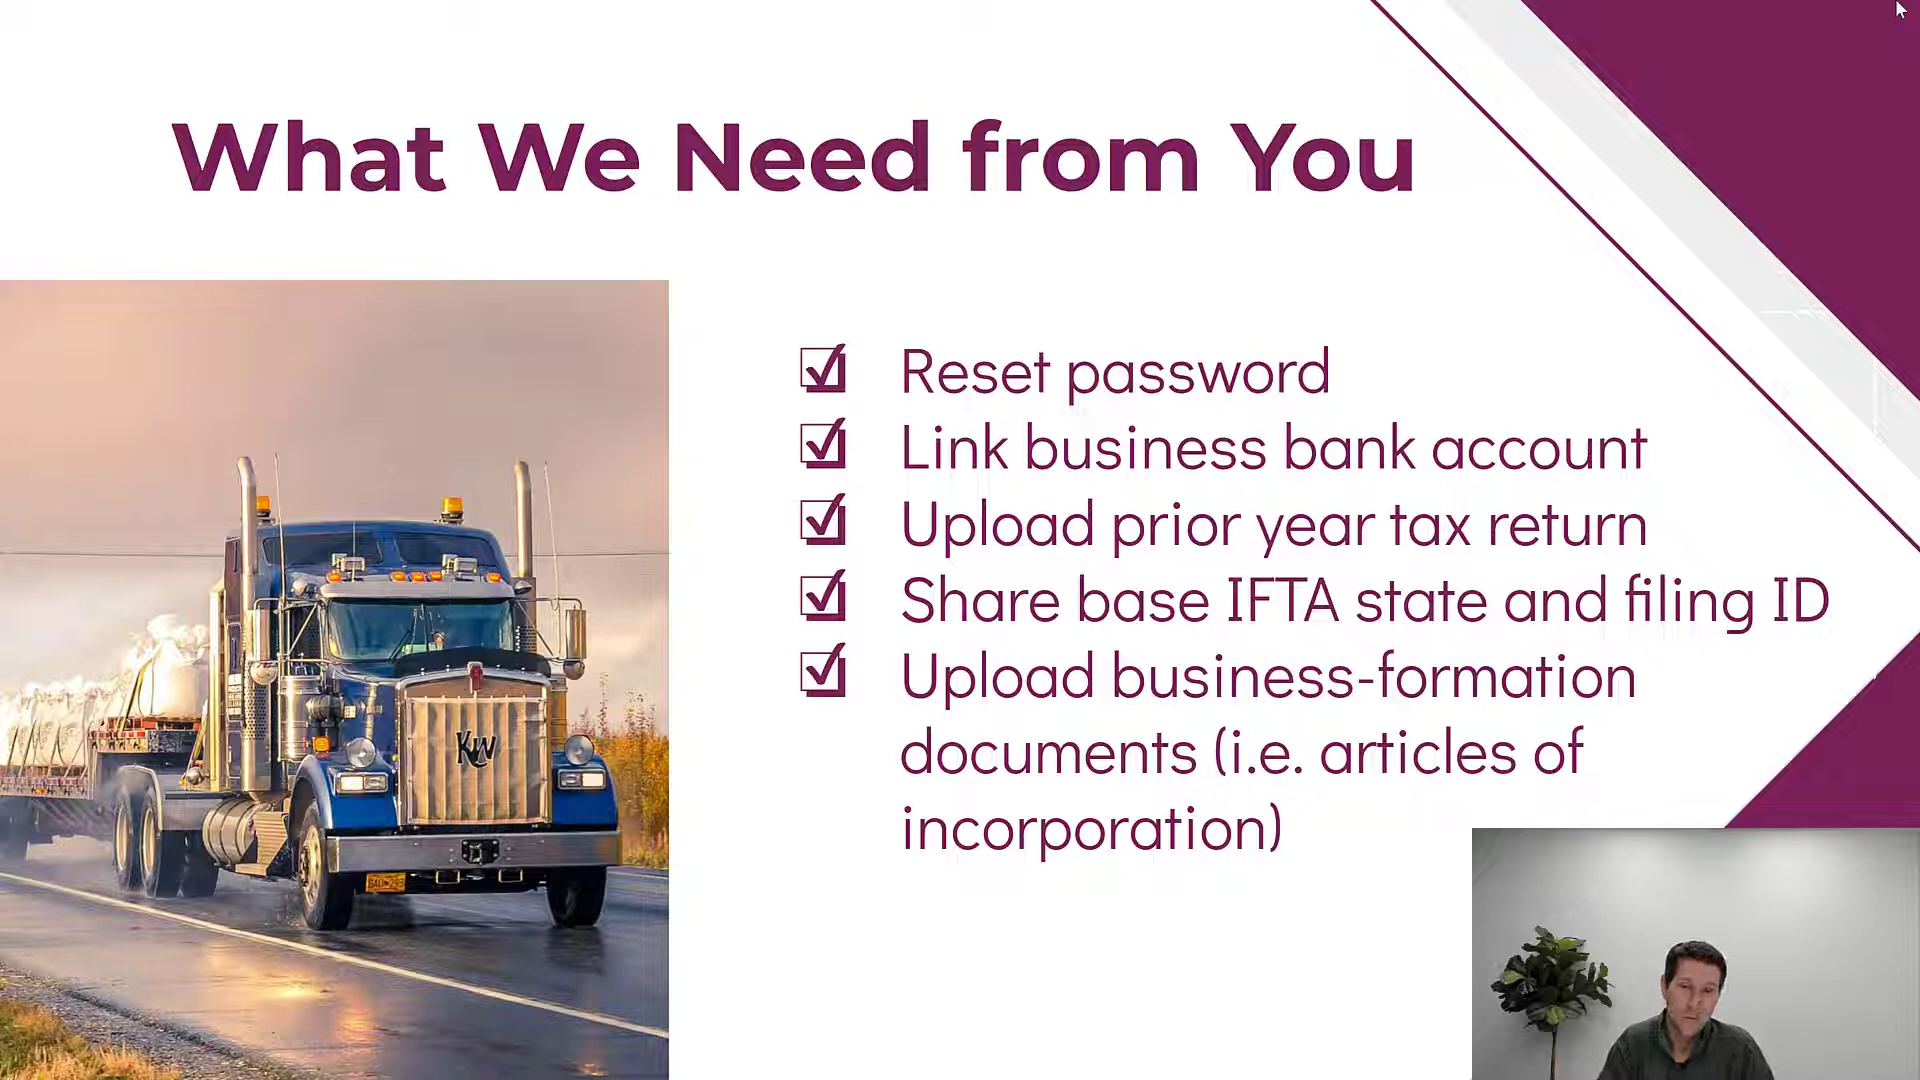 What We Need from You
Reset password
Link business bank account
Upload prior year tax return
Share base IFTA state and filing ID
Upload business-formation
documents (i.e. articles of
incorporation)
KW